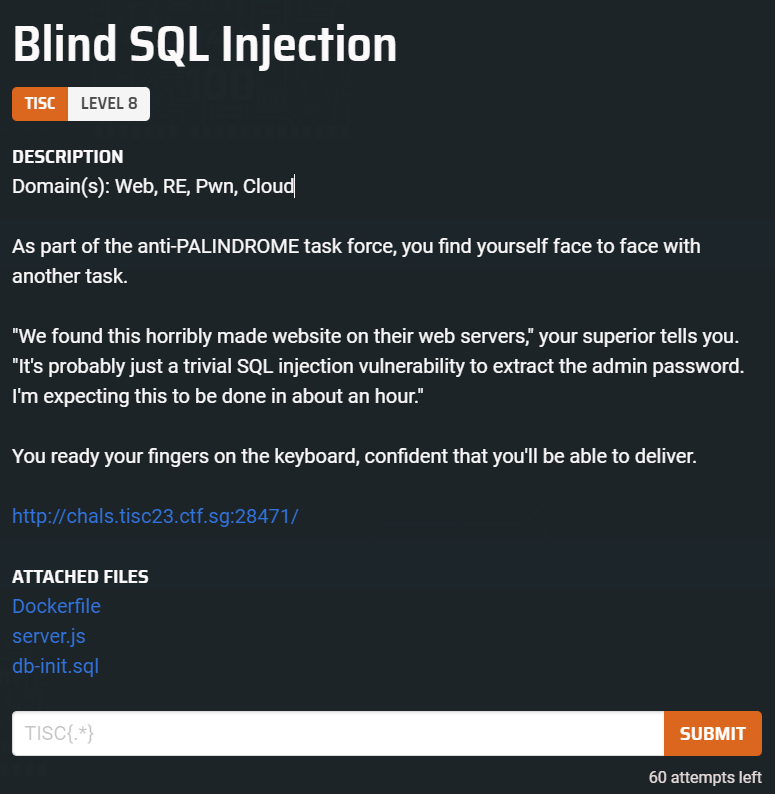 Blind SQL Injection
TISC LEVEL 8
DESCRIPTION
Domain(s): Web, RE, Pwn, Cloud
As part of the anti-PALINDROME task force, you find yourself face to face with
another task.
"We found this horribly made website on their web servers," your superior tells you.
"It's probably just a trivial SQL injection vulnerability to extract the admin password.
I'm expecting this to be done in about an hour."
You ready your fingers on the keyboard, confident that you'll be able to deliver.
http://chals.tisc23.ctf.sg:28471/
ATTACHED FILES
Dockerfile
server.js
db-init.sql
TISC{.*} SUBMIT
60 attempts left